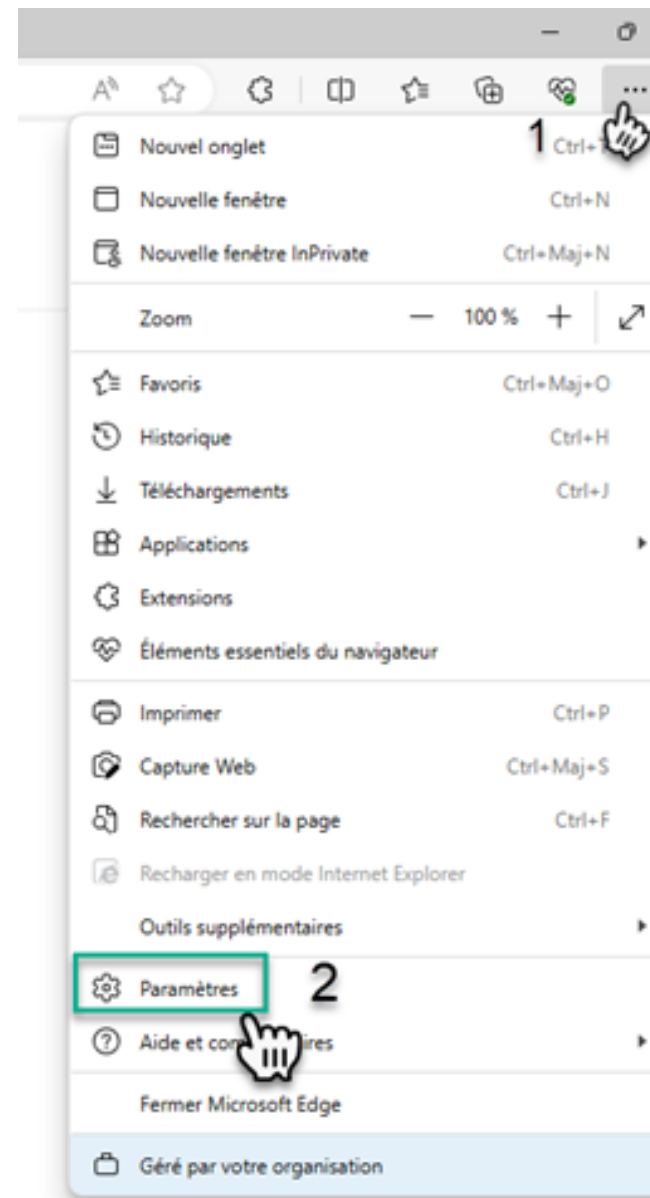 1
Nouvel onglet Ctrl+
Nouvelle fenêtre Ctrl+N
Nouvelle fenêtre InPrivate Ctrl+Maj+N
Zoom — 100 % +
Favoris Ctrl+Maj+O
Historique Ctrl+H
Téléchargements Ctrl+J
Applications
Extensions
Éléments essentiels du navigateur
Imprimer Ctrl+P
Capture Web Ctrl+Maj+S
Rechercher sur la page Ctrl+F
Recharger en mode Internet Explorer
Outils supplémentaires
Paramètres 2
Aide et
Fermer Microsoft Edge
Géré par votre organisation